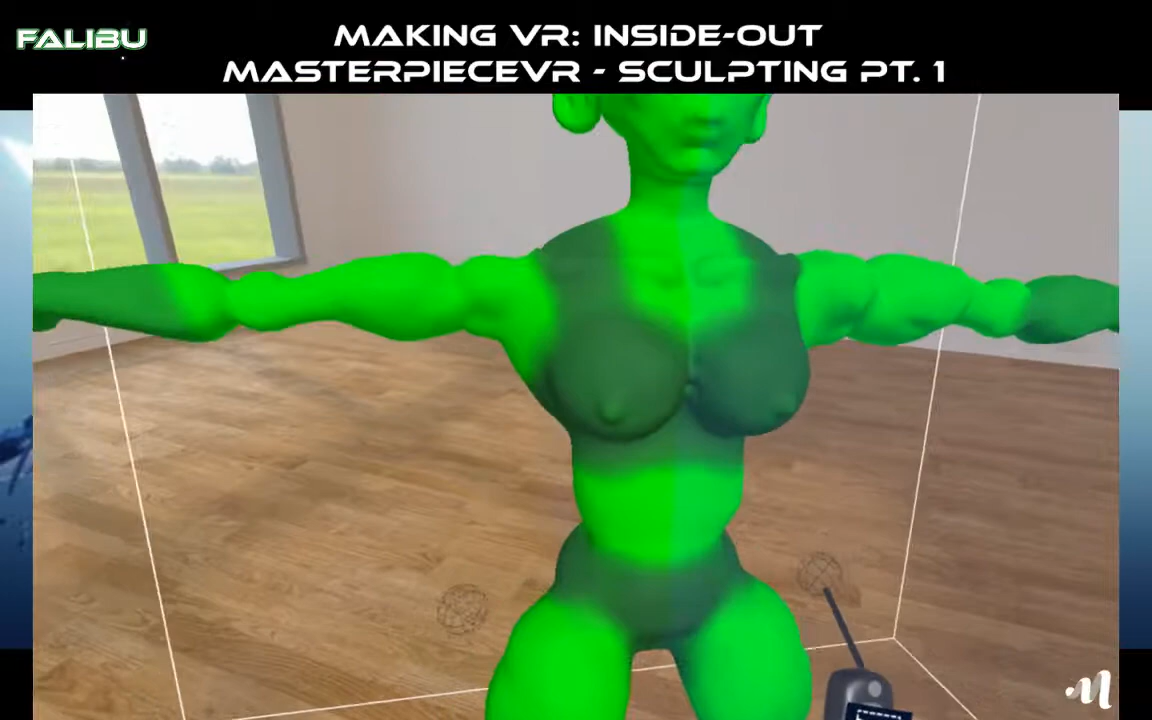 FALIBU
MAKING VR: INSIDE-OUT
MASTERPIECEVR - SCULPTING PT. 1